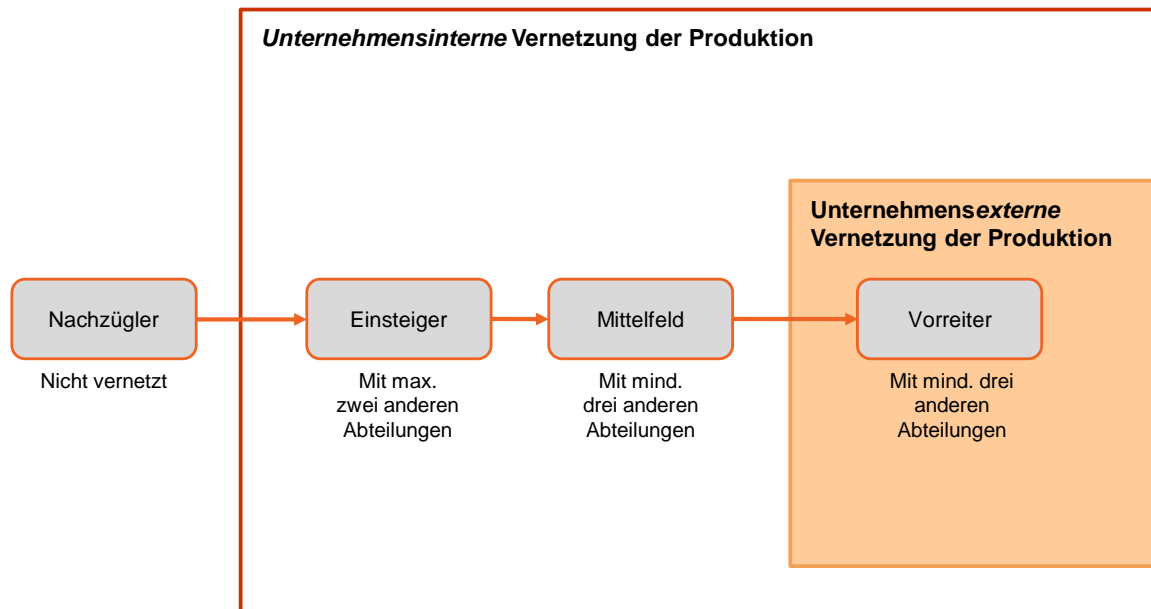 Unternehmensinterne Vernetzung der Produktion
Unternehmensexterne
Vernetzung der Produktion
Nachzügler
Einsteiger
Mittelfeld
Vorreiter
Nicht vernetzt
Mit max.
zwei anderen
Abteilungen
Mit mind.
drei anderen
Abteilungen
Mit mind. drei
anderen
Abteilungen